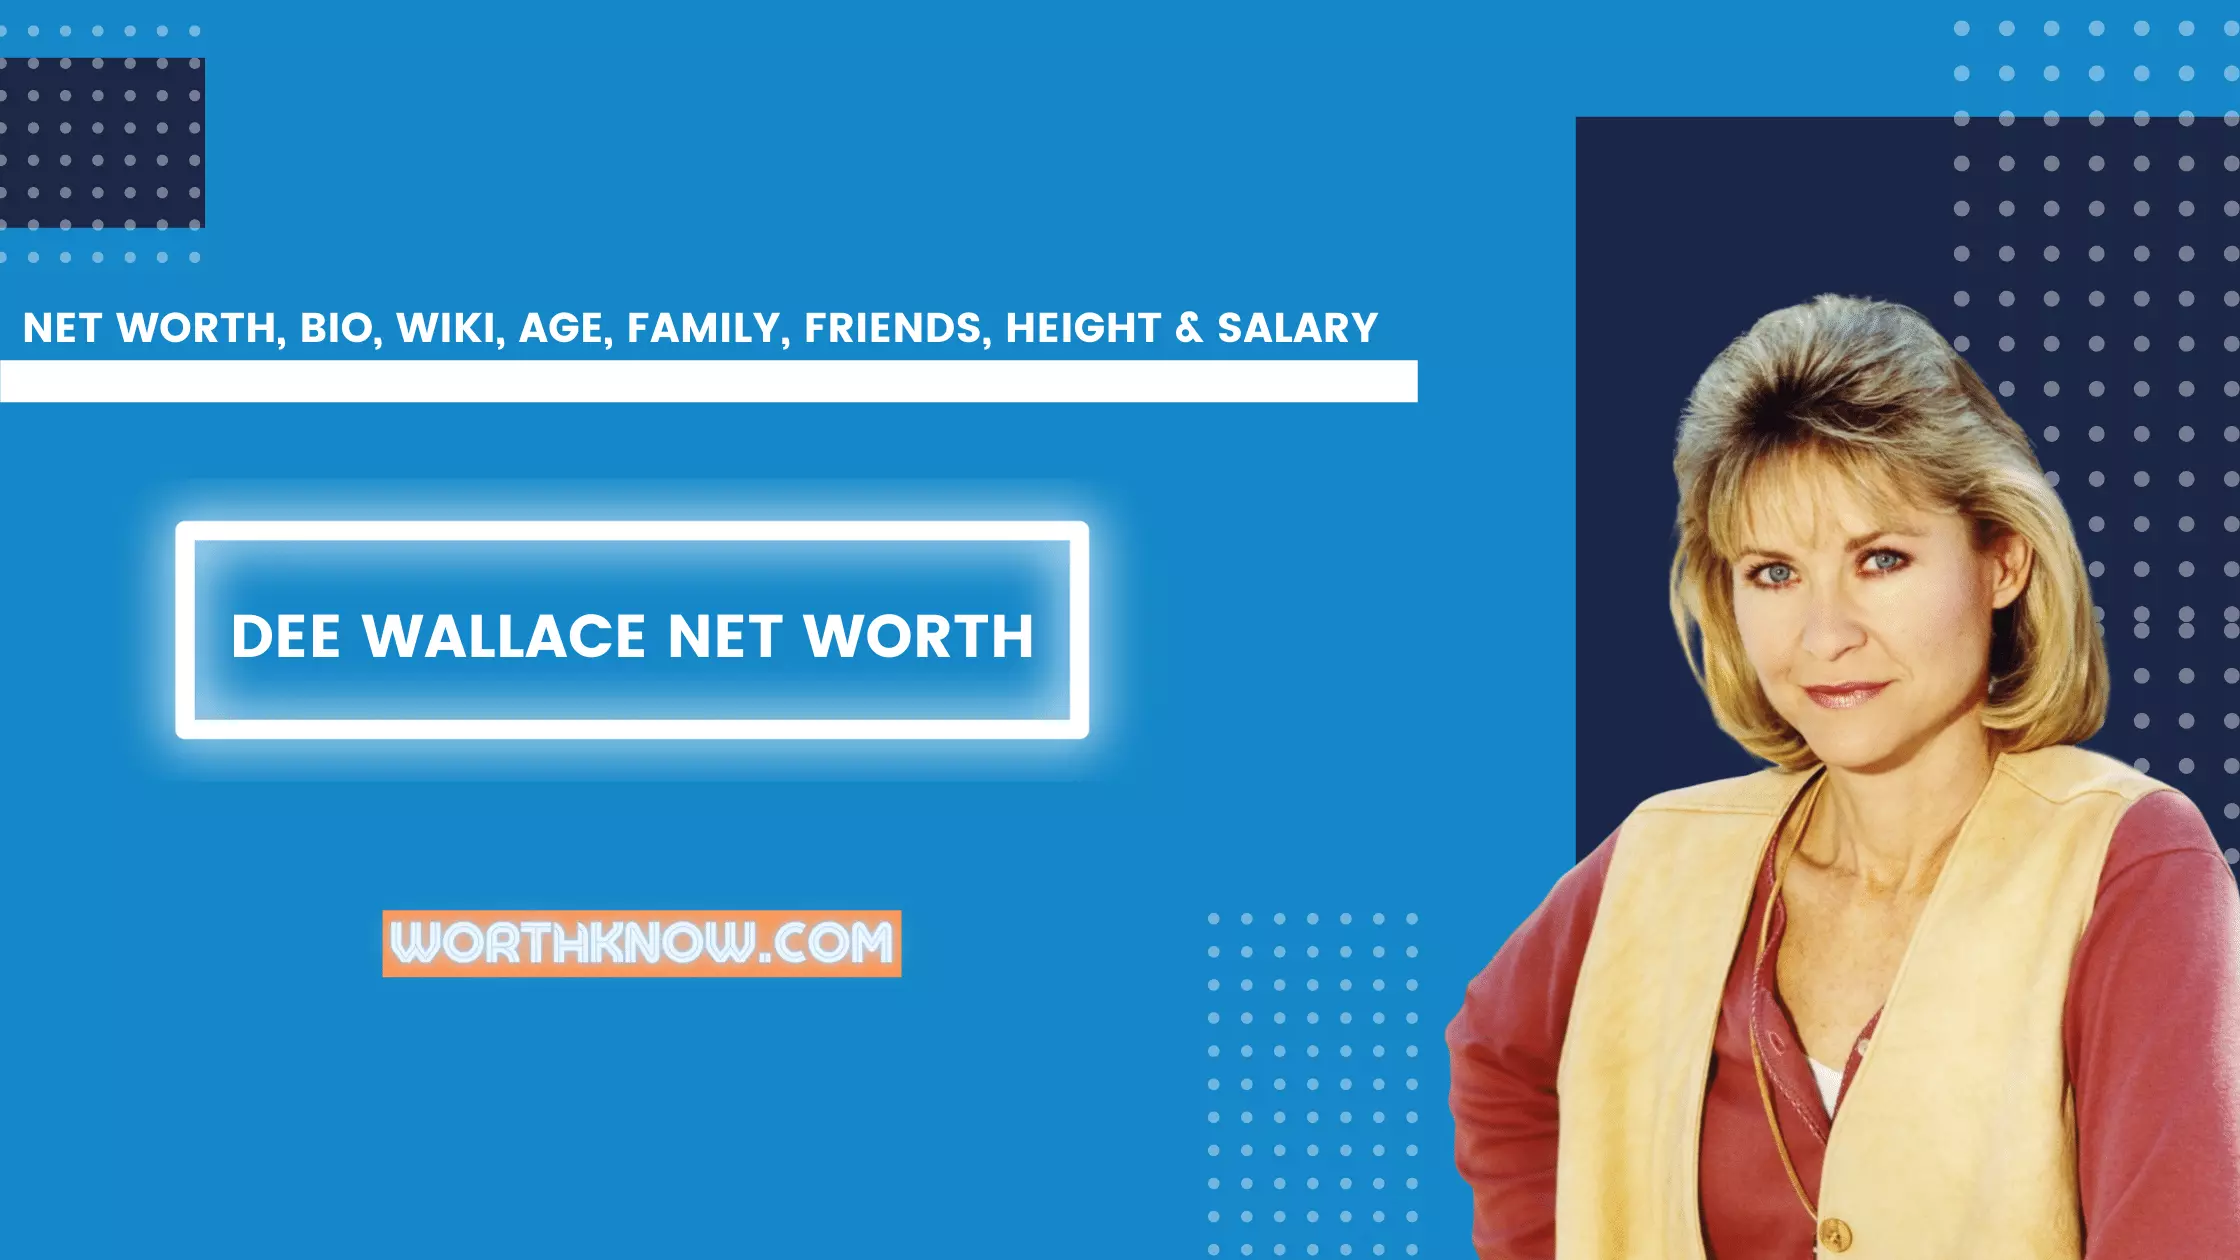 NET WORTH, BIO, WIKI, AGE, FAMILY, FRIENDS, HEIGHT & SALARY
DEE WALLACE NET WORTH
WORTHKNOW.COM